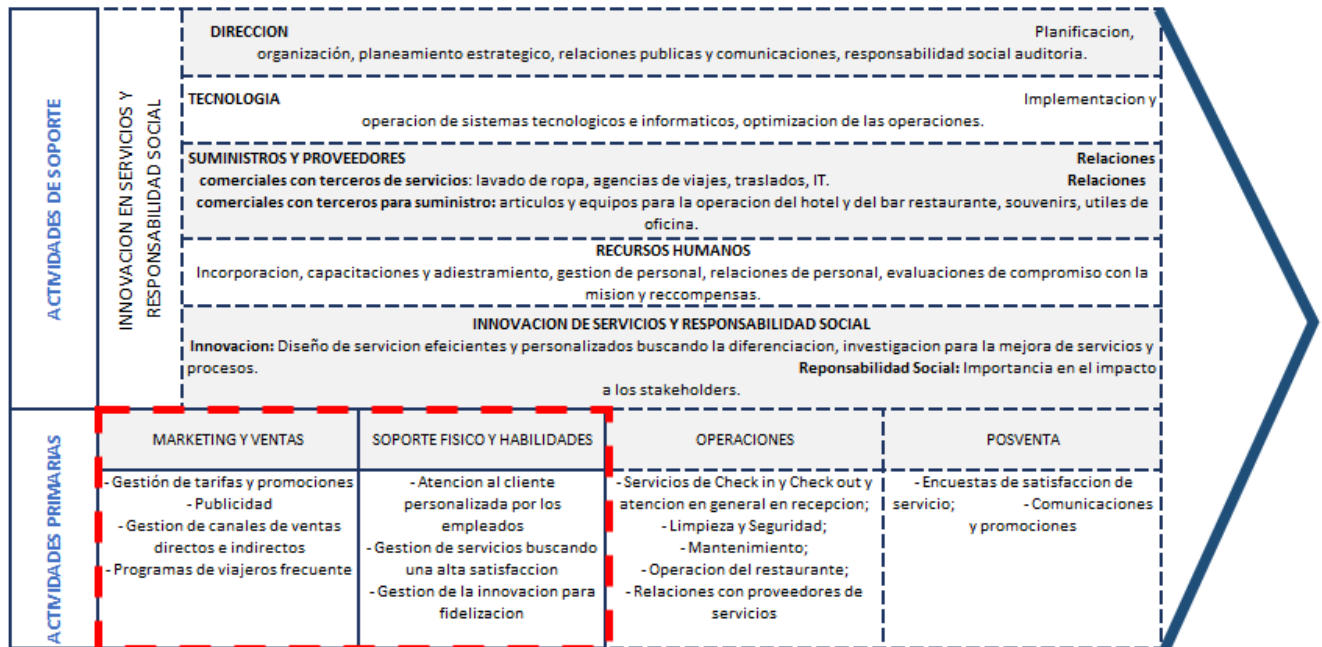 ACTIVIDADES DE SOPORTE
INNOVACION EN SERVICIOS Y
RESPONSABILIDAD SOCIAL
DIRECCION Planificacion,
organización, planeamiento estrategico, relaciones publicas y comunicaciones, responsabilidad social auditoria.
TECNOLOGIA Implementacion y
operacion de sistemas tecnologicos e informaticos, optimizacion de las operaciones.
SUMINISTROS Y PROVEEDORES Relaciones
comerciales con terceros de servicios: lavado de ropa, agencias de viajes, traslados, IT. Relaciones
comerciales con terceros para suministro: articulos y equipos para la operacion del hotel y del bar restaurante, souvenirs, utiles de
oficina.
RECURSOS HUMANOS
Incorporacion, capacitaciones y adiestramiento, gestion de personal, relaciones de personal, evaluaciones de compromiso con la
mision y reccompensas.
INNOVACION DE SERVICIOS Y RESPONSABILIDAD SOCIAL
Innovacion: Diseño de servicion efeicientes y personalizados buscando la diferenciacion, investigacion para la mejora de servicios y
procesos. Reponsabilidad Social: Importancia en el impacto
a los stakeholders.
ACTIVIDADES PRIMARIAS
MARKETING Y VENTAS
- Gestión de tarifas y promociones
- Publicidad
- Gestion de canales de ventas
directos e indirectos
- Programas de viajeros frecuente
SOPORTE FISICO Y HABILIDADES
- Atencion al cliente
personalizada por los
empleados
- Gestion de servicios buscando
una alta satisfaccion
- Gestion de la innovacion para
fidelizacion
OPERACIONES
- Servicios de Check in y Check out y
atencion en general en recepcion;
- Limpieza y Seguridad;
- Mantenimiento;
- Operacion del restaurante;
- Relaciones con proveedores de
servicios
POSVENTA
- Encuestas de satisfaccion de
servicio; - Comunicaciones
y promociones